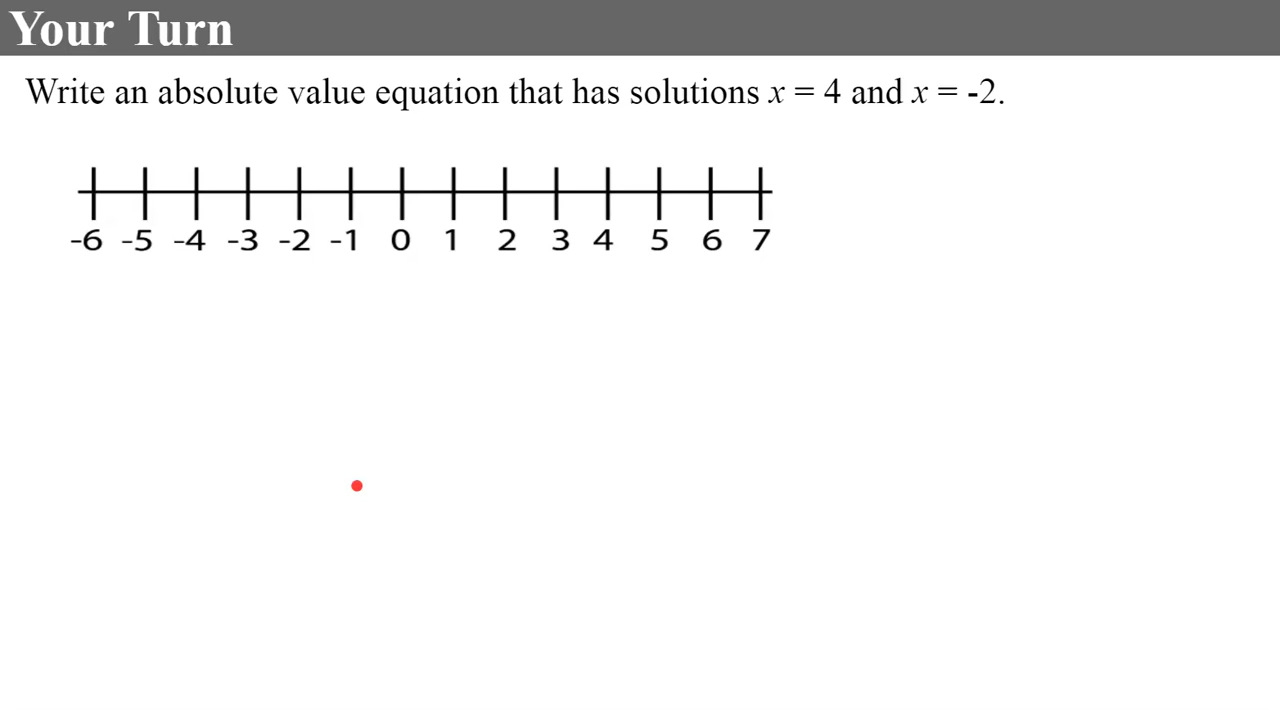 Your Turn
Write an absolute value equation that has solutions x = 4 and x = -2.
-6 -5 -4 -3 -2 -1 0 1 2 3 4 5 6 7